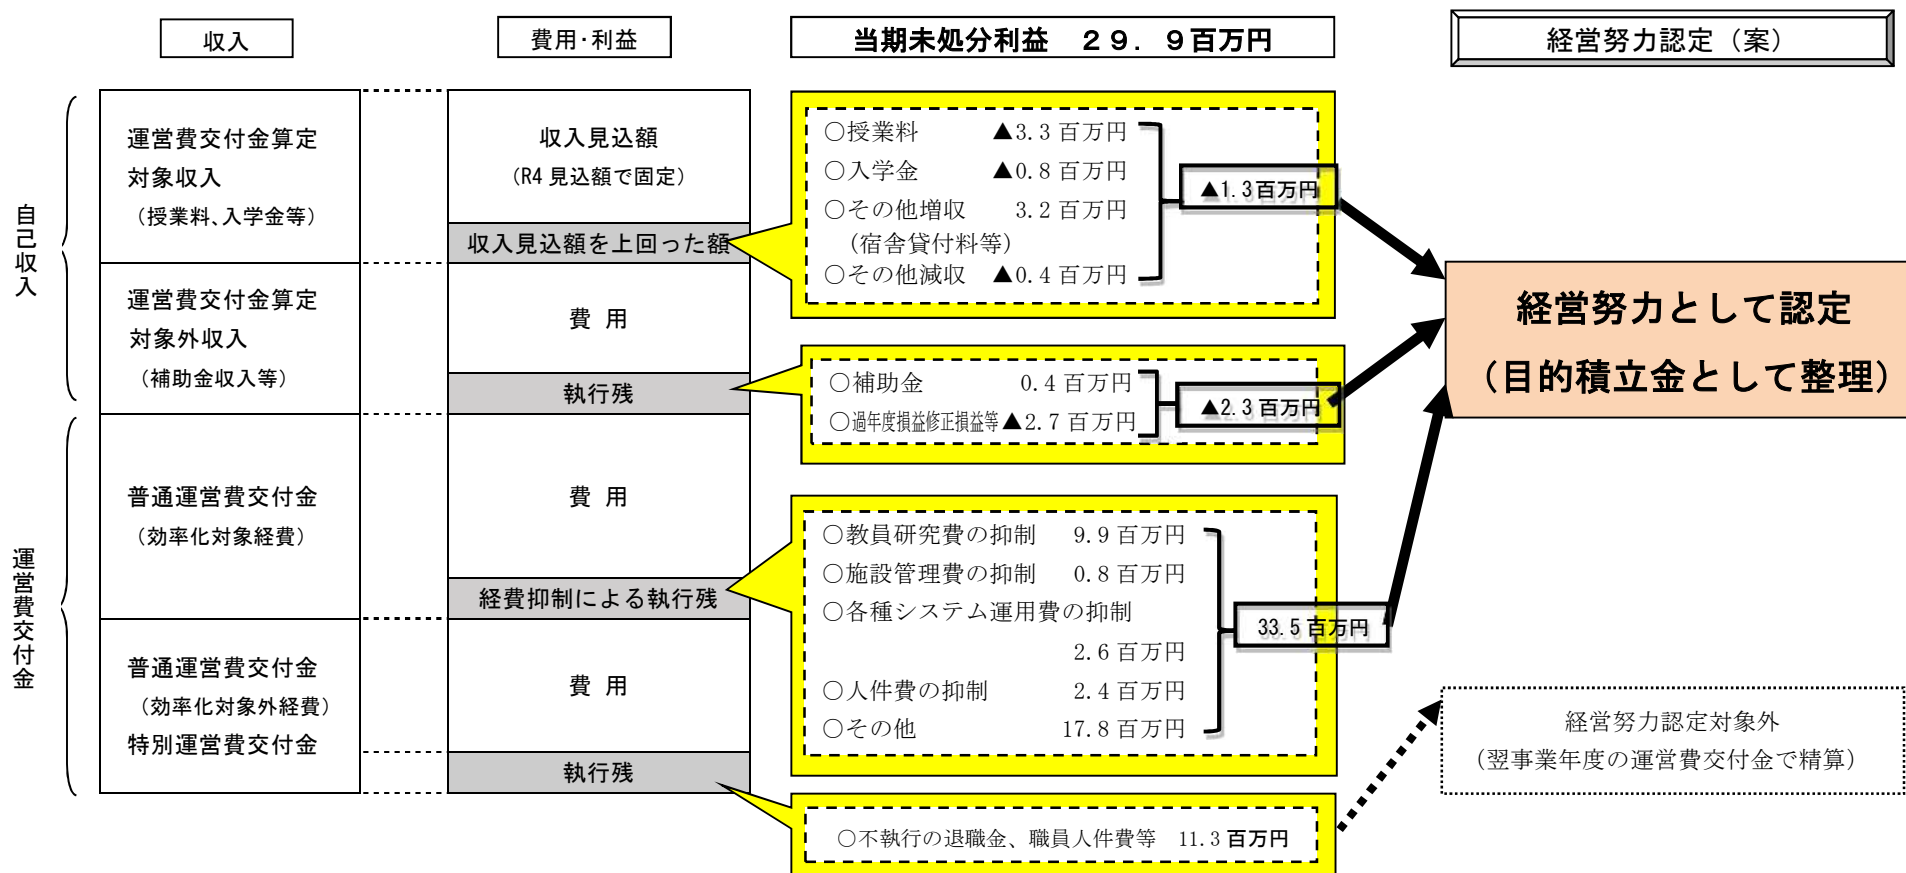 収入
費用･利益
当期未処分利益　２９．９百万円
経営努力認定（案）
自己収入
運営費交付金算定
対象収入
（授業料、入学金等）
運営費交付金算定
対象外収入
（補助金収入等）
運営費交付金
普通運営費交付金
（効率化対象経費）
普通運営費交付金
（効率化対象外経費）
特別運営費交付金
収入見込額
（R4 見込額で固定）
収入見込額を上回った額
費 用
執行残
費 用
経費抑制による執行残
費 用
執行残
○授業料　▲3.3 百万円
○入学金　▲0.8 百万円
○その他増収　3.2 百万円
（宿舎貸付料等）
○その他減収　▲0.4 百万円
▲1.3百万円
○補助金　0.4 百万円
○過年度損益修正損益等▲2.7 百万円
▲2.3 百万円
○教員研究費の抑制　9.9 百万円
○施設管理費の抑制　0.8 百万円
○各種システム運用費の抑制
2.6 百万円
○人件費の抑制　2.4 百万円
○その他　17.8 百万円
33.5 百万円
○不執行の退職金、職員人件費等　11.3 百万円
経営努力として認定
（目的積立金として整理）
経営努力認定対象外
（翌事業年度の運営費交付金で精算）